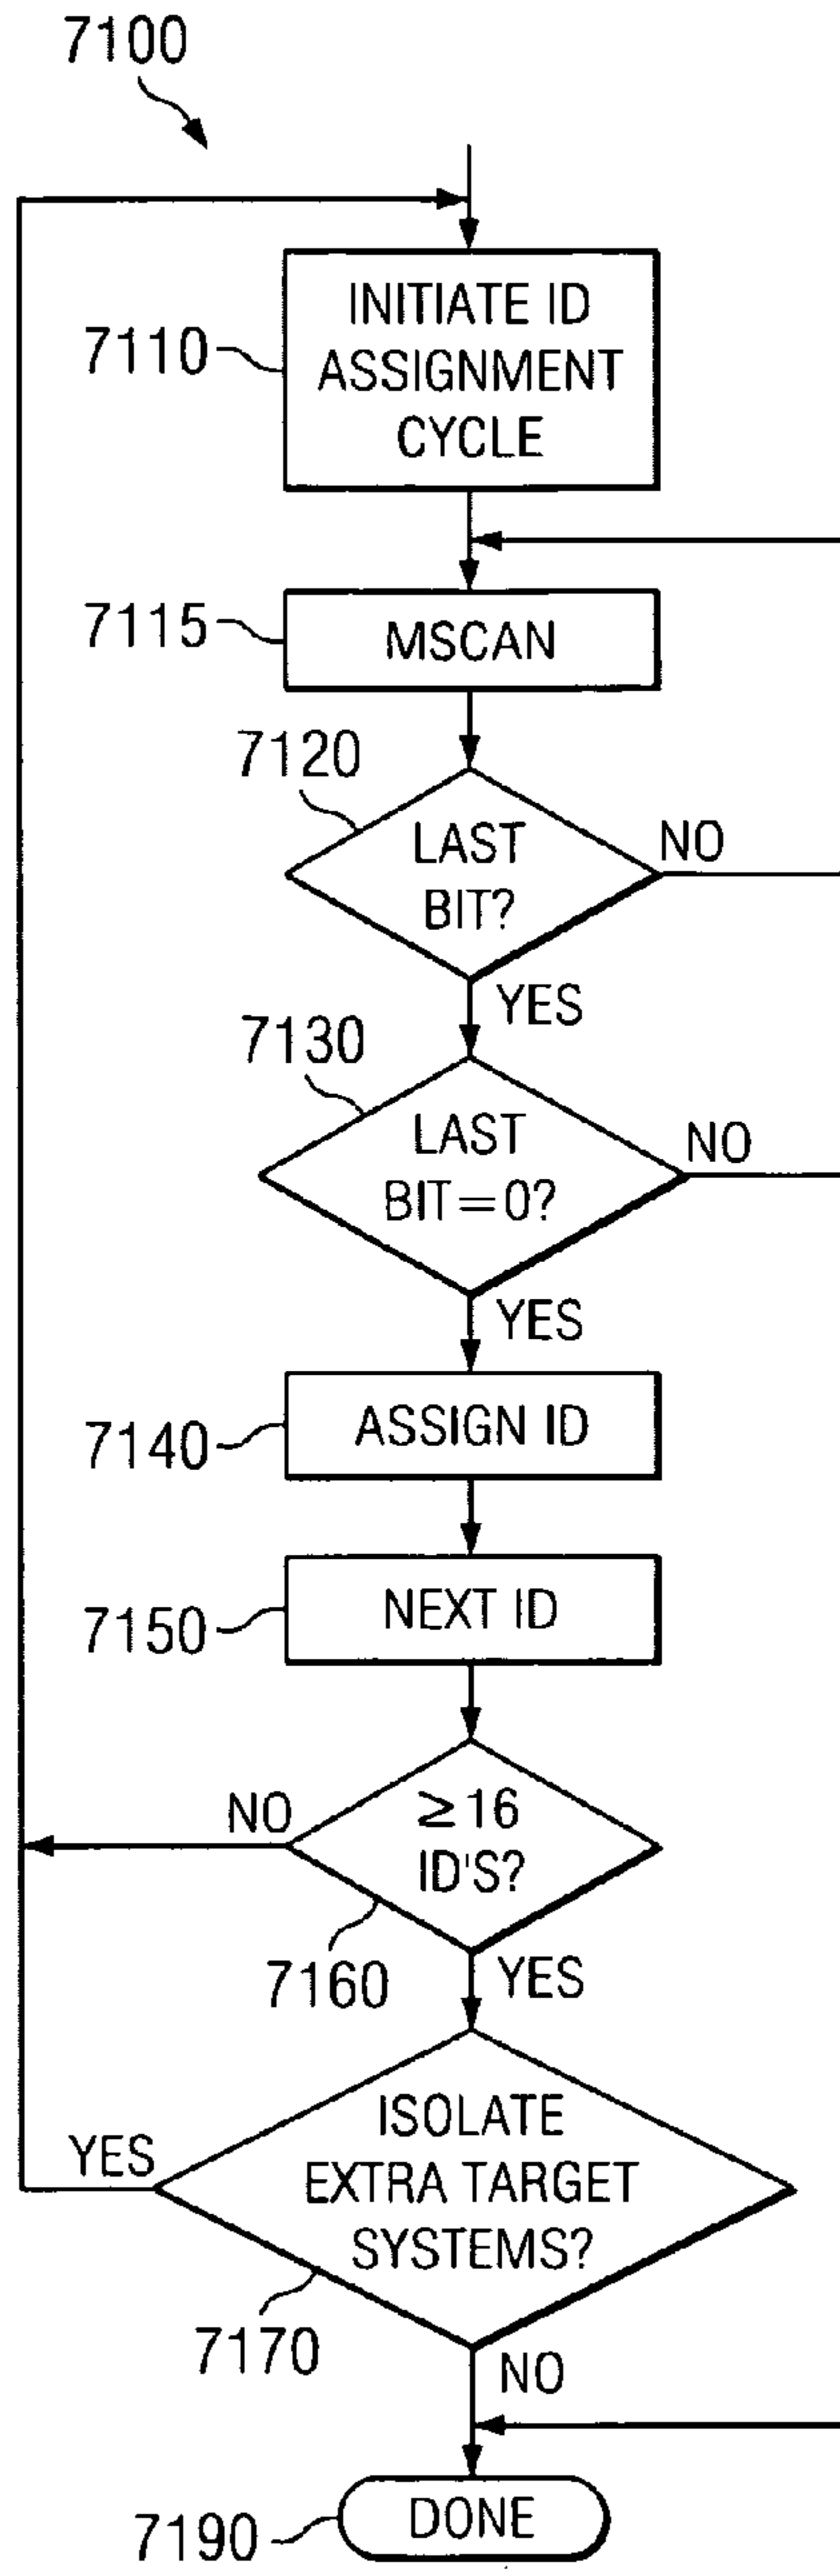 7100
INITIATE ID
7110
ASSIGNMENT
CYCLE
7115
MSCAN
7120
LAST
NO
BIT?
YES
7130
LAST
NO
BIT=0?
YES
7140
ASSIGN ID
7150
NEXT ID
NO
≥16
ID'S?
7160
YES
ISOLATE
YES
EXTRA TARGET
SYSTEMS?
7170
NO
7190
DONE